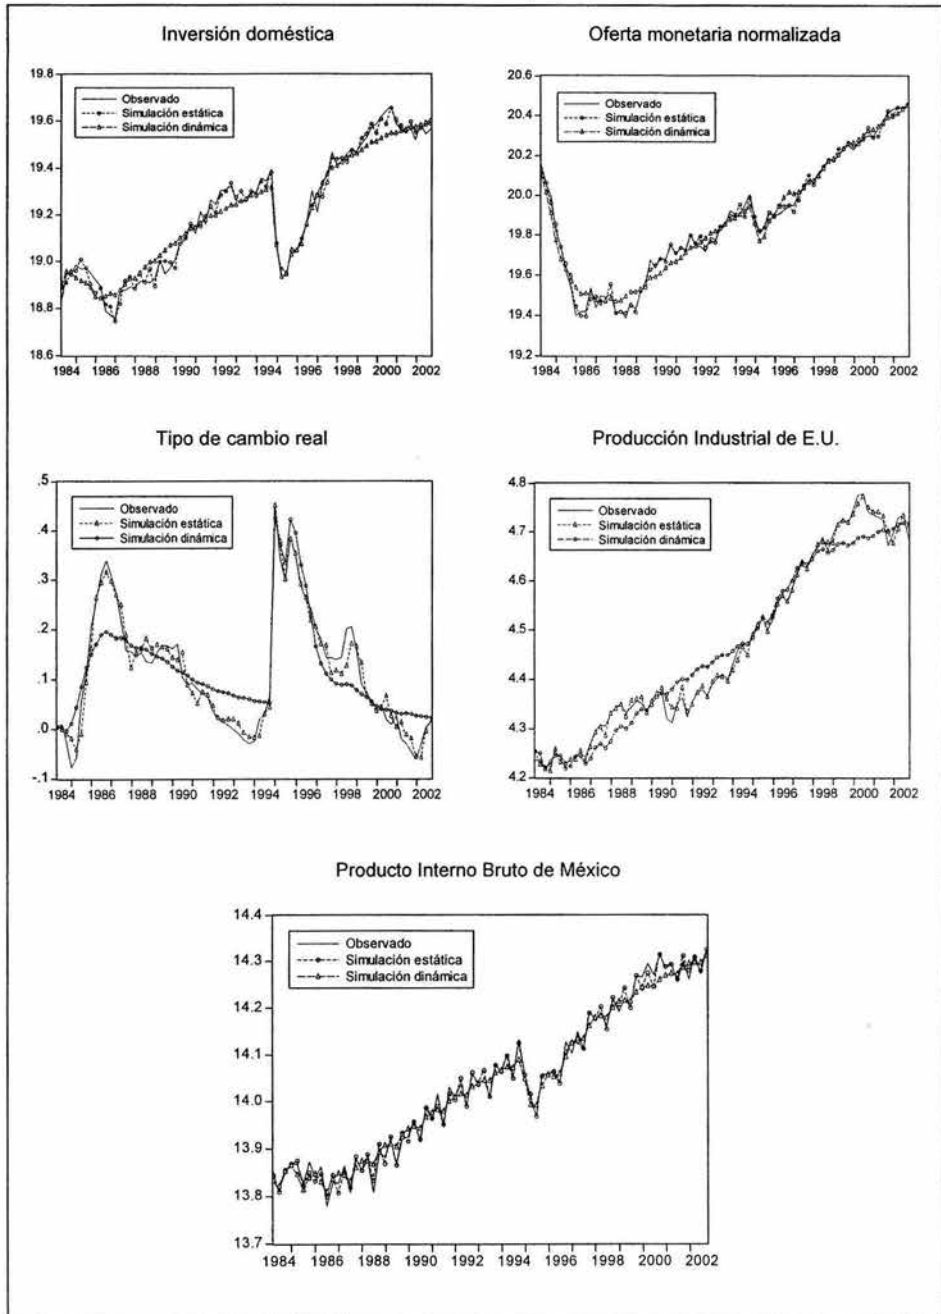 Inversión doméstica
19.8
19.6
19.4
19.2
19.0
18.8
18.6
Observado
Simulación estática
Simulación dinámica
1984 1986 1988 1990 1992 1994 1996 1998 2000 2002
Oferta monetaria normalizada
20.6
20.4
20.2
20.0
19.8
19.6
19.4
19.2
Observado
Simulación estática
Simulación dinámica
1984 1986 1988 1990 1992 1994 1996 1998 2000 2002
Tipo de cambio real
.5
.4
.3
.2
.1
.0
-.1
Observado
Simulación estática
Simulación dinámica
1984 1986 1988 1990 1992 1994 1996 1998 2000 2002
Producción Industrial de E.U.
4.8
4.7
4.6
4.5
4.4
4.3
4.2
Observado
Simulación estática
Simulación dinámica
1984 1986 1988 1990 1992 1994 1996 1998 2000 2002
Producto Interno Bruto de México
14.4
14.3
14.2
14.1
14.0
13.9
13.8
13.7
Observado
Simulación estática
Simulación dinámica
1984 1986 1988 1990 1992 1994 1996 1998 2000 2002